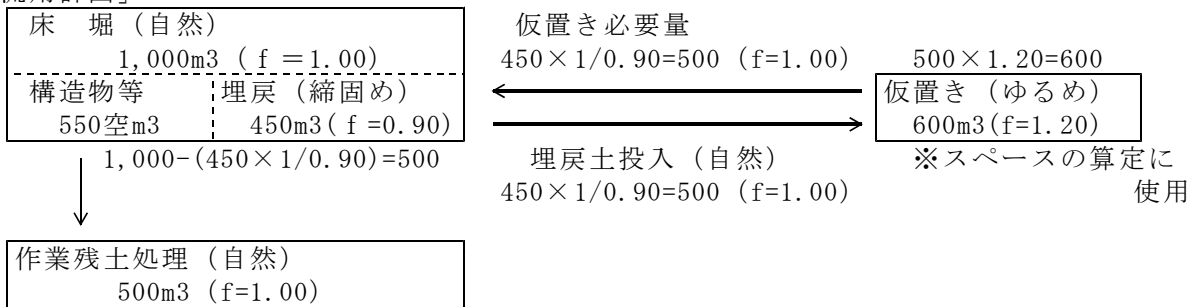 流用計画」
床　堀（自然）
1,000m3（ｆ＝1.00）
構造物等
550空m3
埋戻（締固め）
450m3(ｆ=0.90)
仮置き必要量
450×1/0.90=500（f=1.00）
500×1.20=600
仮置き（ゆるめ）
600m3(f=1.20)
1,000-(450×1/0.90)=500
埋戻土投入（自然）
450×1/0.90=500（f=1.00）
※スペースの算定に
使用
作業残土処理（自然）
500m3（f=1.00）